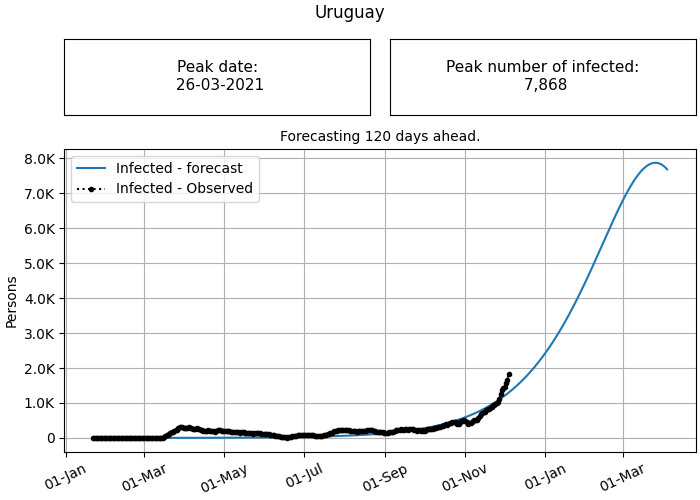 Uruguay
Peak date:
26-03-2021
Peak number of infected:
7,868
Forecasting 120 days ahead.
Infected - forecast
Infected - Observed
Persons
8.0K
7.0K
6.0K
5.0K
4.0K
3.0K
2.0K
1.0K
0
01-Jan
01-Mar
01-May
01-Jul
01-Sep
01-Nov
01-Jan
01-Mar